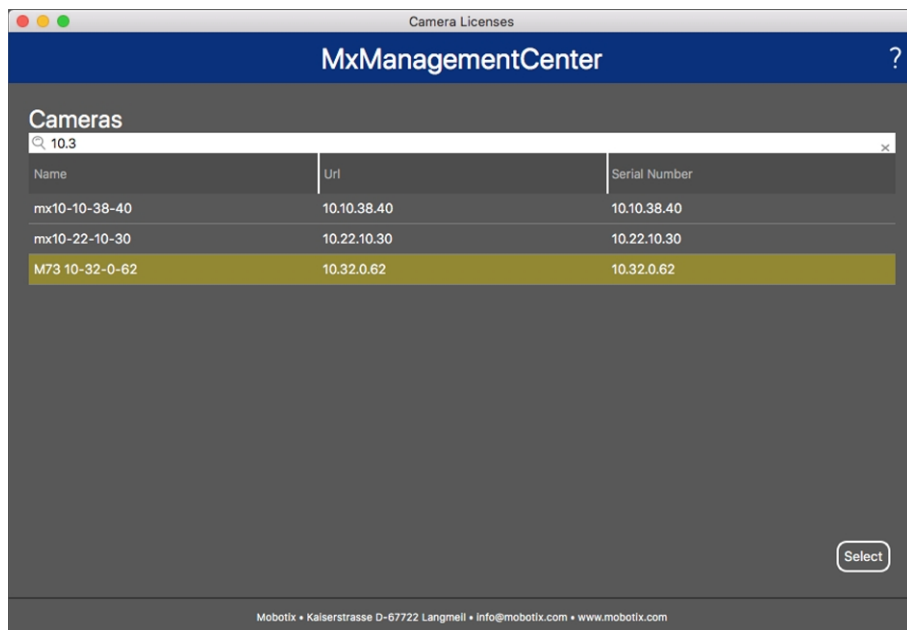 Camera Licenses
MxManagementCenter ?
Cameras
10.3 ×
Name Url Serial Number
mx10-10-38-40 10.10.38.40 10.10.38.40
mx10-22-10-30 10.22.10.30 10.22.10.30
M73 10-32-0-62 10.32.0.62 10.32.0.62
Select
Mobotix • Kaiserstrasse D-67722 Langmeil • info@mobotix.com • www.mobotix.com